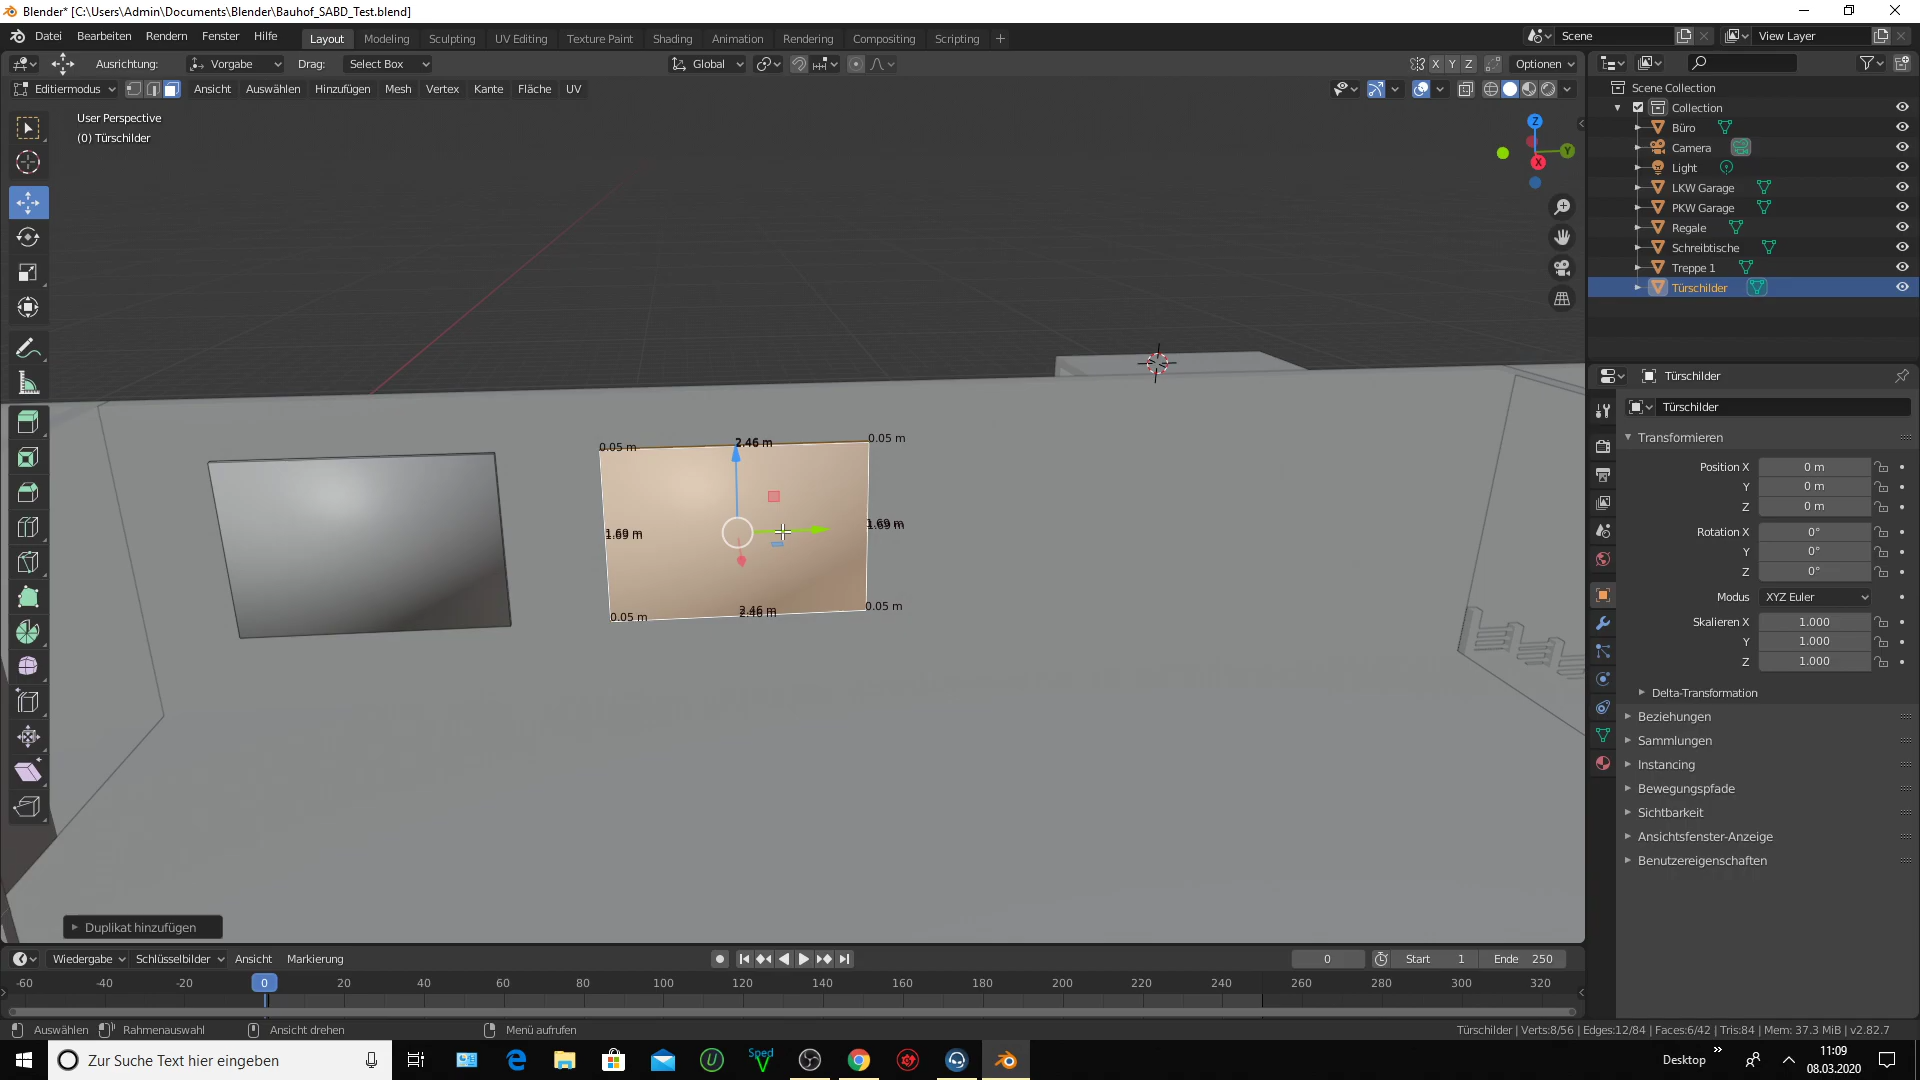 Blender* [C:\Users\Admin\Documents\Blender\Bauhof_SABD_Test.blend]
Datei Bearbeiten Rendern Fenster Hilfe Layout Modeling Sculpting UV Editing Texture Paint Shading Animation Rendering Compositing Scripting + Scene View Layer
Ausrichtung: Vorgabe Drag: Select Box Global X Y Z Optionen
Editiermodus Ansicht Auswählen Hinzufügen Mesh Vertex Kante Fläche UV
User Perspective
(0) Türschilder
Z
Y
X
0.05 m 2.46 m 0.05 m
1.69 m 1.69 m
0.05 m 2.46 m 0.05 m
Duplikat hinzufügen
Scene Collection
Collection
Büro
Camera
Light
LKW Garage
PKW Garage
Regale
Schreibtische
Treppe 1
Türschilder
Türschilder
Türschilder
Transformieren
Position X 0 m
Y 0 m
Z 0 m
Rotation X 0°
Y 0°
Z 0°
Modus XYZ Euler
Skalieren X 1.000
Y 1.000
Z 1.000
Delta-Transformation
Beziehungen
Sammlungen
Instancing
Bewegungspfade
Sichtbarkeit
Ansichtsfenster-Anzeige
Benutzereigenschaften
Wiedergabe Schlüsselbilder Ansicht Markierung 0 Start 1 Ende 250
-60 -40 -20 0 20 40 60 80 100 120 140 160 180 200 220 240 260 280 300 320
Auswählen Rahmenauswahl Ansicht drehen Menü aufrufen Türschilder | Verts:8/56 | Edges:12/84 | Faces:6/42 | Tris:84 | Mem: 37.3 MiB | v2.82.7
Zur Suche Text hier eingeben Sped V Desktop 11:09
08.03.2020